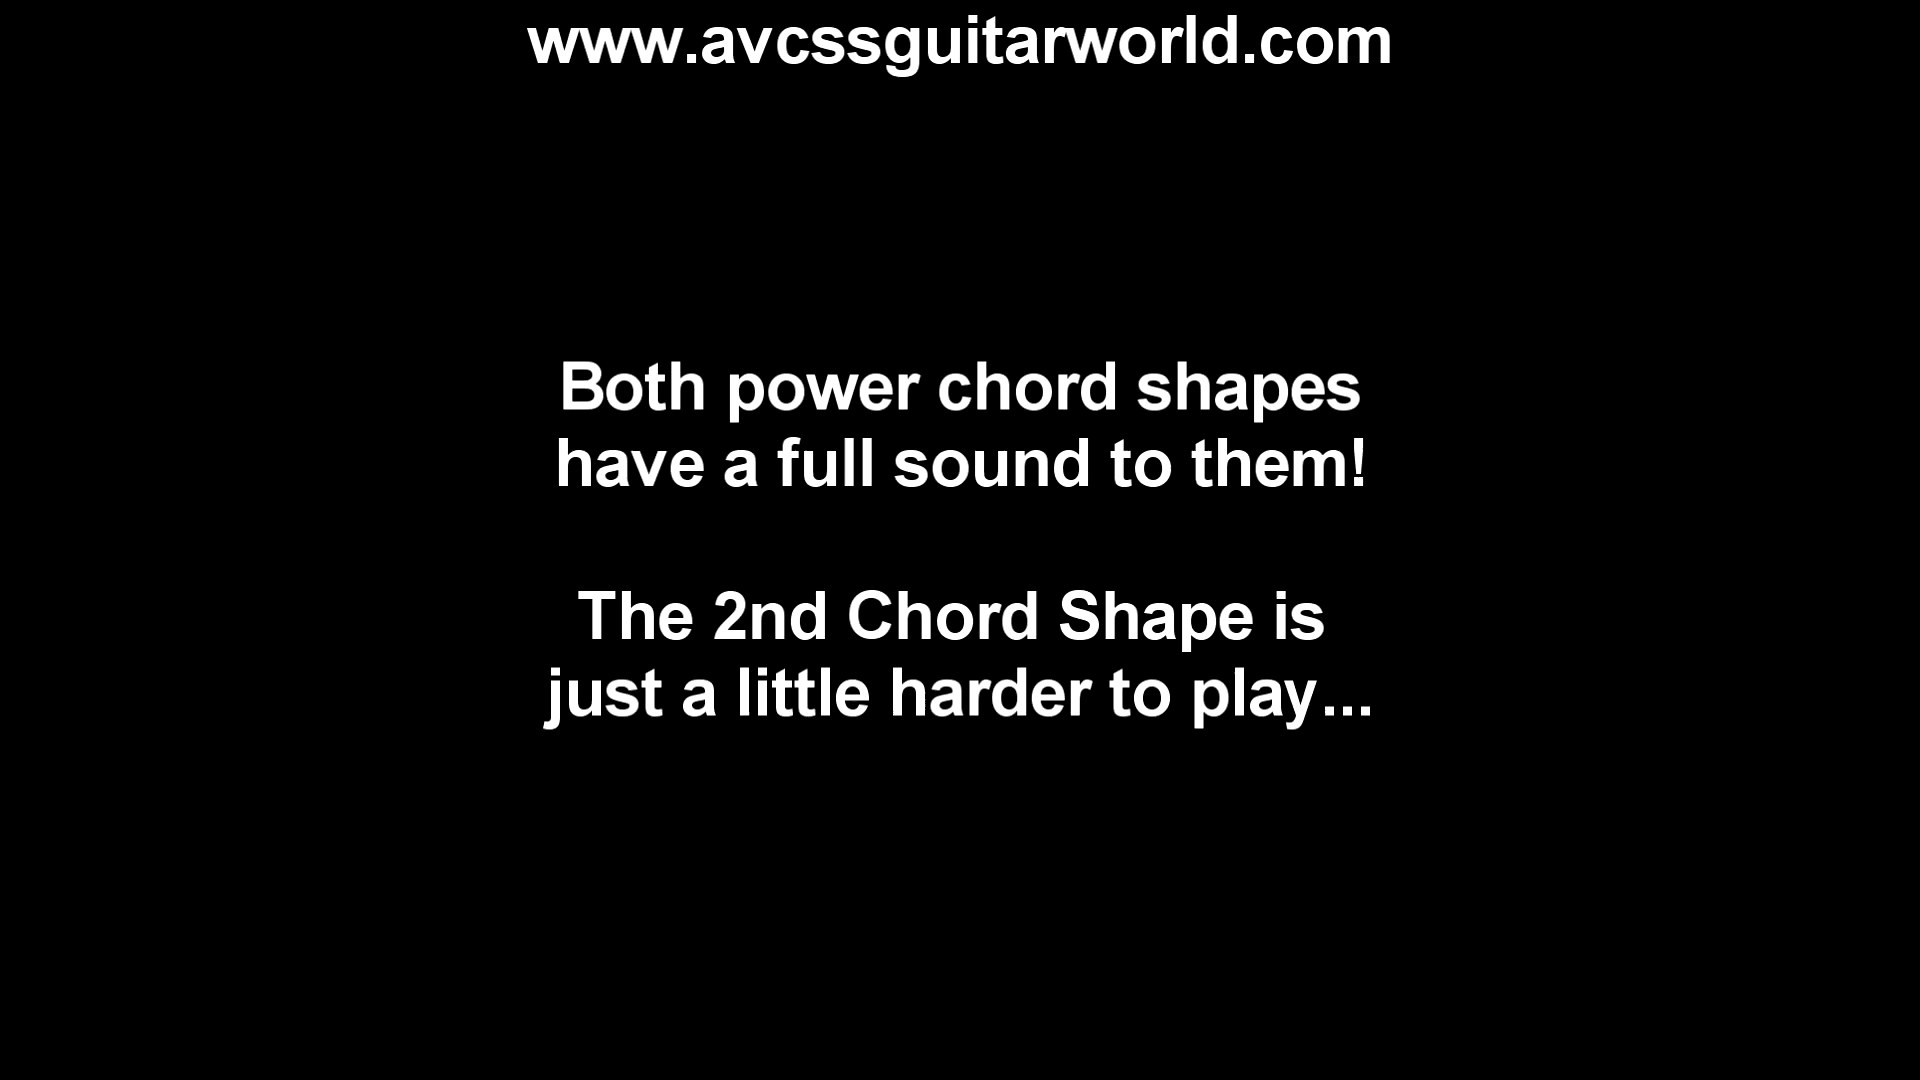 www.avcssguitarworld.com
Both power chord shapes
have a full sound to them!
The 2nd Chord Shape is
just a little harder to play...